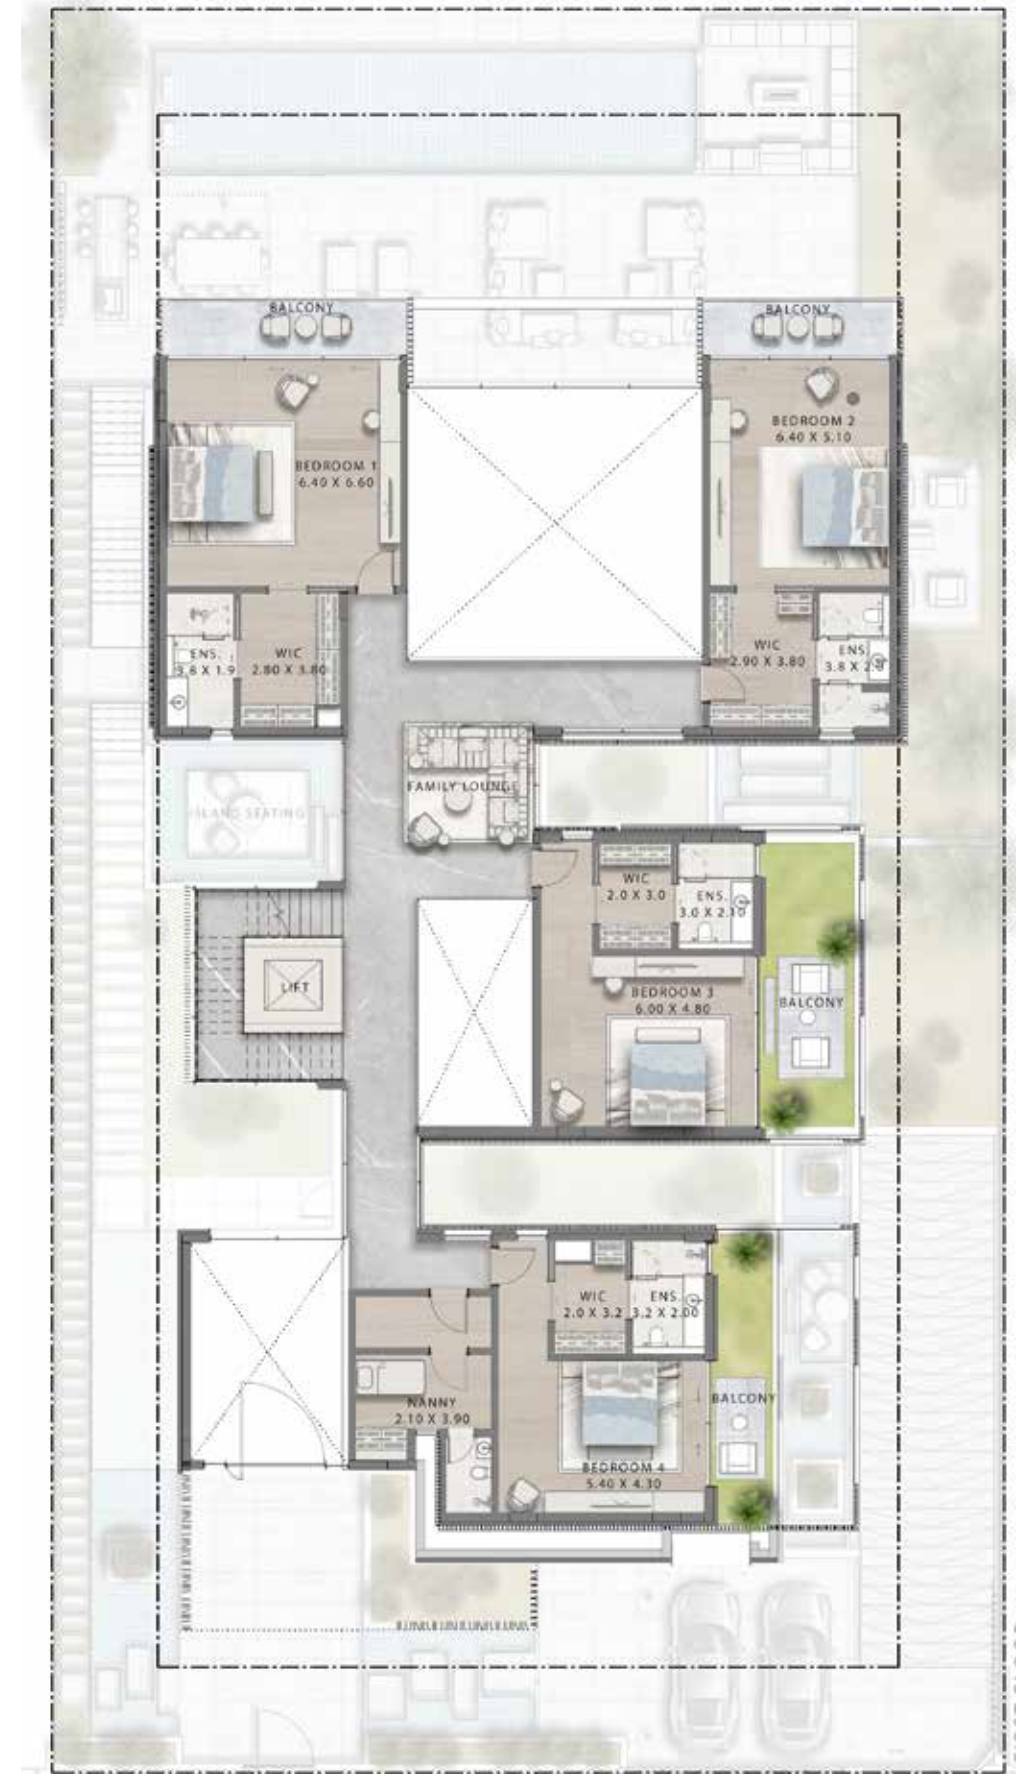 BALCONY
BALCONY
BEDROOM 1
6.40 X 6.60
BEDROOM 2
6.40 X 5.10
ENS.
3.8 X 1.9
WIC
2.80 X 3.80
WIC
2.90 X 3.80
ENS.
3.8 X 2.0
FAMILY LOUNGE
ISLAND SEATING
WIC
2.0 X 3.0
ENS.
3.0 X 2.10
LIFT
BEDROOM 3
6.00 X 4.80
BALCONY
WIC
2.0 X 3.2
ENS.
3.2 X 2.00
NANNY
2.10 X 3.90
BALCONY
BEDROOM 4
5.40 X 4.30